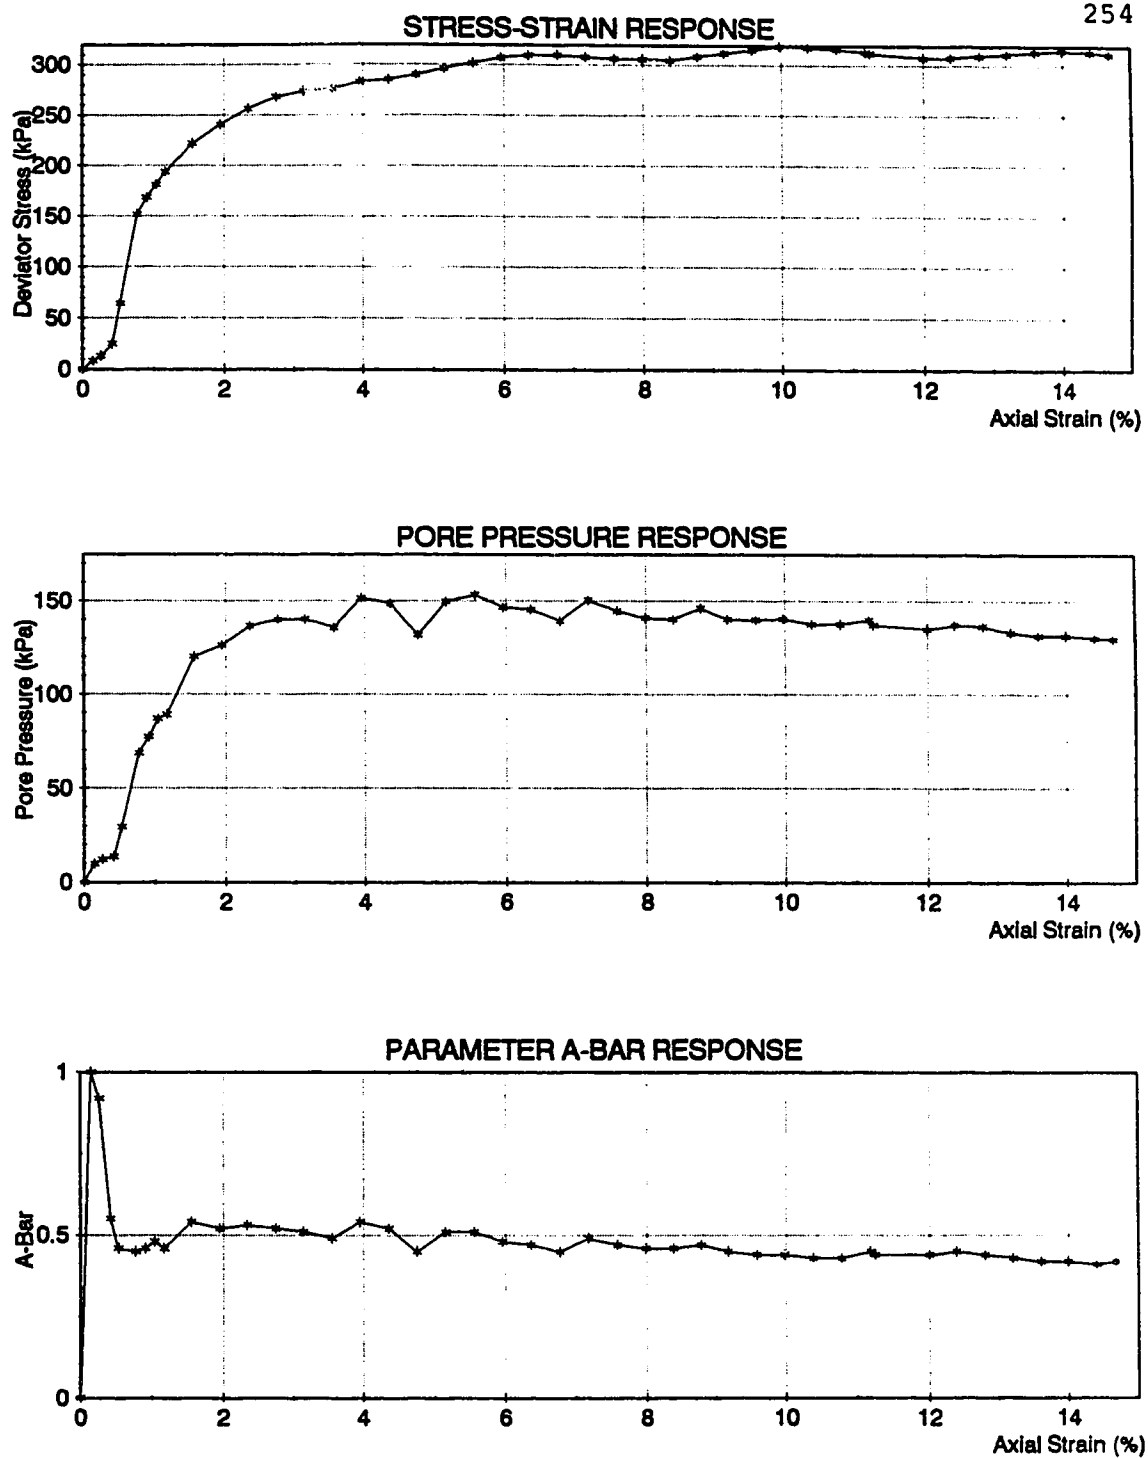 254
STRESS-STRAIN RESPONSE
Deviator Stress (kPa)
300
250
200
150
100
50
0
0 2 4 6 8 10 12 14
Axial Strain (%)
PORE PRESSURE RESPONSE
Pore Pressure (kPa)
150
100
50
0
0 2 4 6 8 10 12 14
Axial Strain (%)
PARAMETER A-BAR RESPONSE
A-Bar
1
0.5
0
0 2 4 6 8 10 12 14
Axial Strain (%)